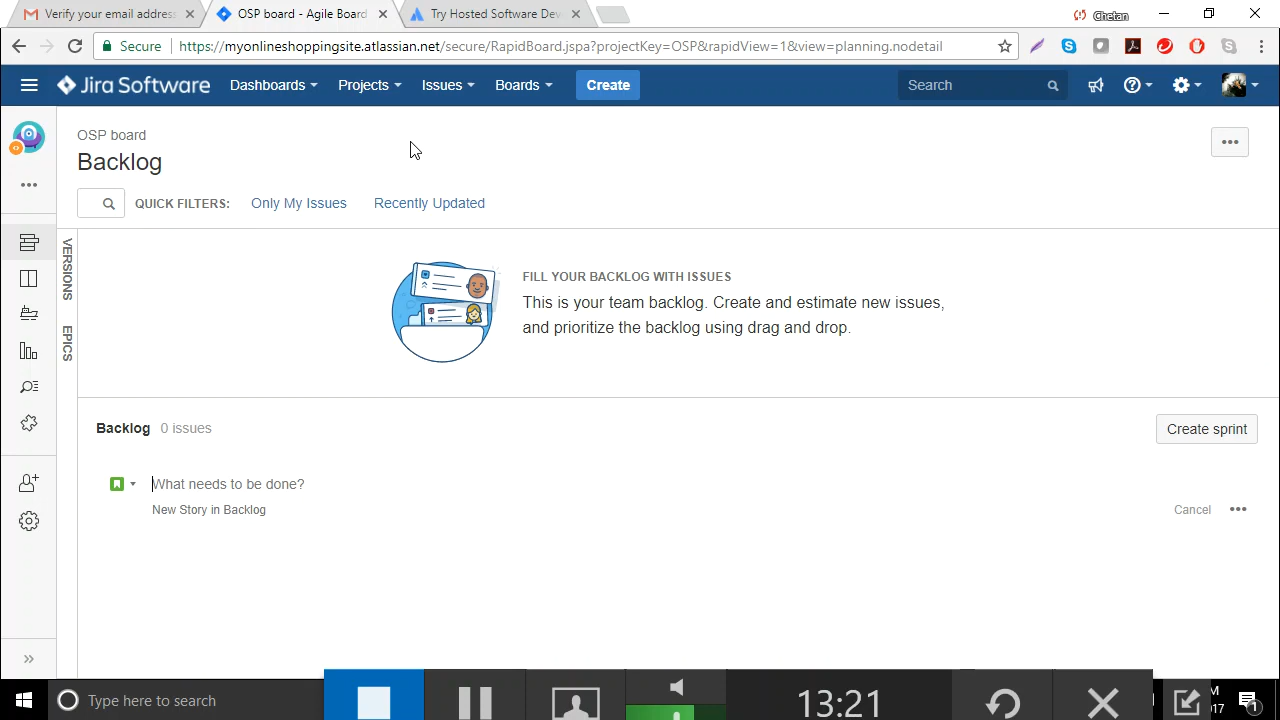 Verify your email address
OSP board - Agile Board
Try Hosted Software Dev
Chetan
Secure https://myonlineshoppingsite.atlassian.net/secure/RapidBoard.jspa?projectKey=OSP&rapidView=1&view=planning.nodetail
Jira Software Dashboards Projects Issues Boards Create Search
OSP board
Backlog
QUICK FILTERS: Only My Issues Recently Updated
VERSIONS
EPICS
FILL YOUR BACKLOG WITH ISSUES
This is your team backlog. Create and estimate new issues,
and prioritize the backlog using drag and drop.
Backlog 0 issues Create sprint
What needs to be done?
New Story in Backlog Cancel
Type here to search 13:21
M
017 1